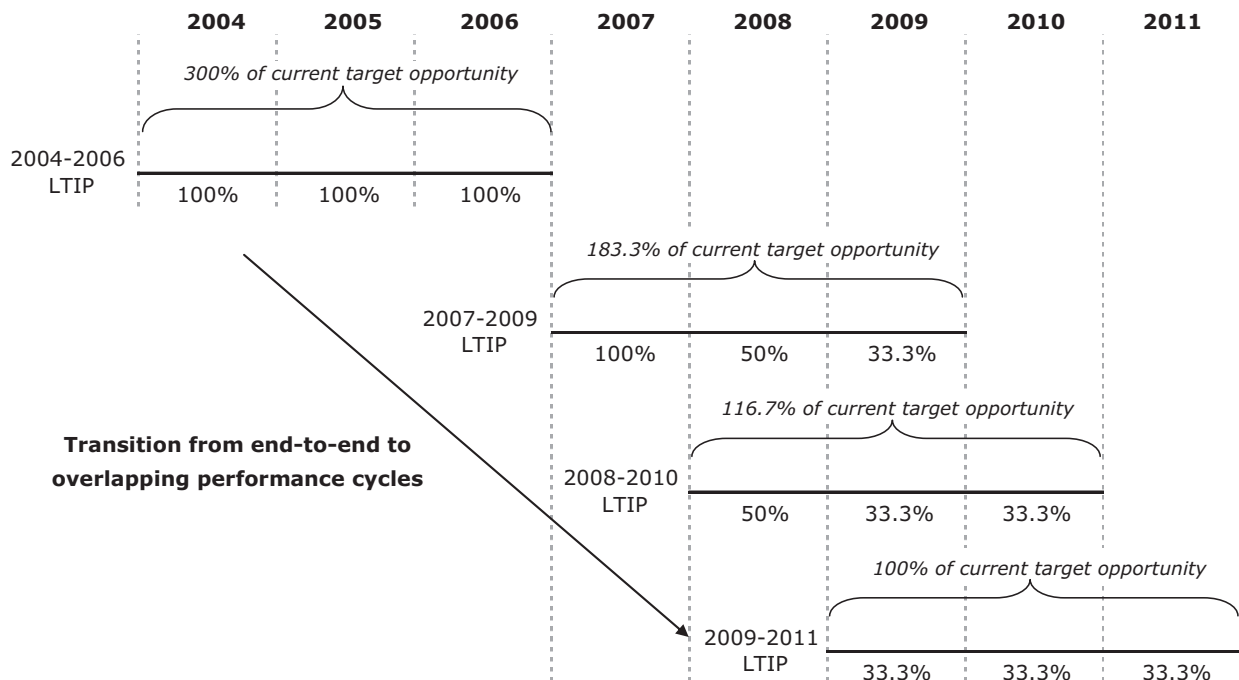 2004 2005 2006 2007 2008 2009 2010 2011
300% of current target opportunity
2004-2006
LTIP
100% 100% 100%
183.3% of current target opportunity
2007-2009
LTIP
100% 50% 33.3%
116.7% of current target opportunity
Transition from end-to-end to
overlapping performance cycles
2008-2010
LTIP
50% 33.3% 33.3%
100% of current target opportunity
2009-2011
LTIP
33.3% 33.3% 33.3%